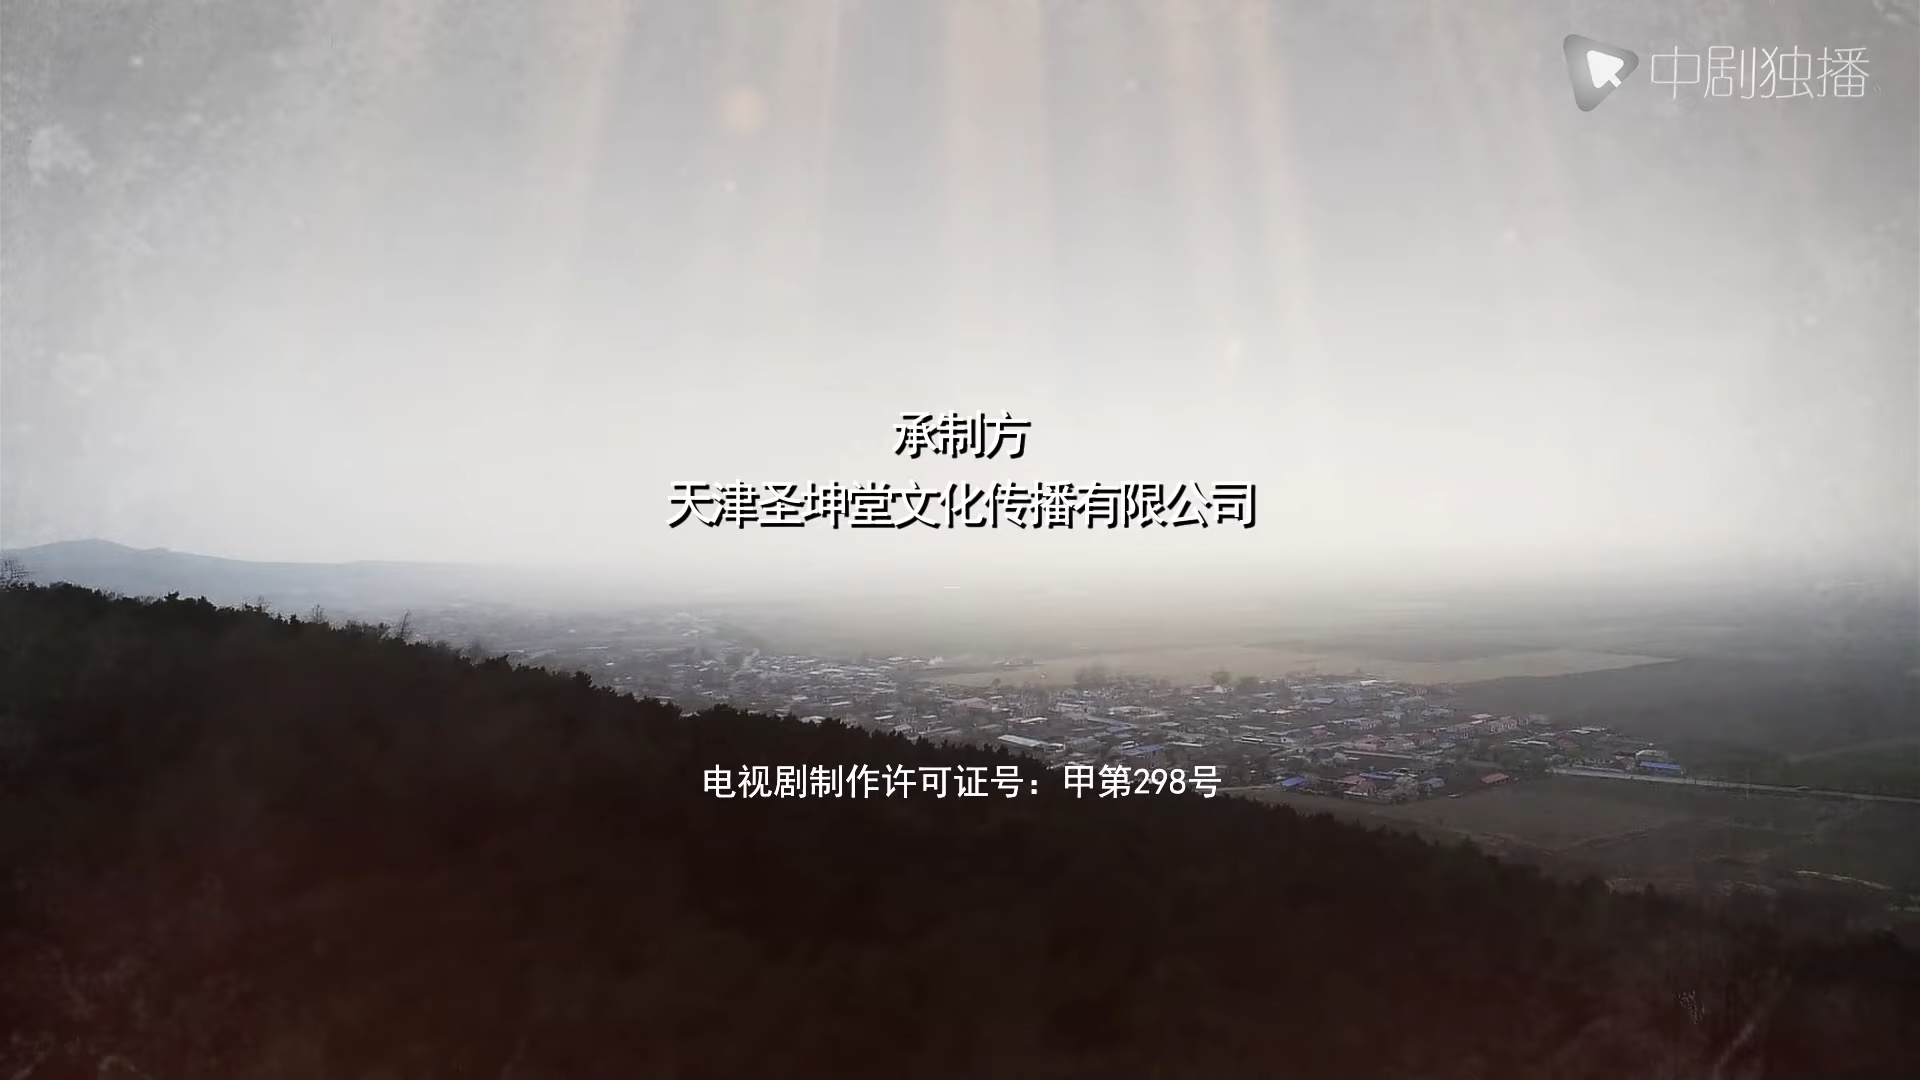 中剧独播
承制方
天津圣坤堂文化传播有限公司
电视剧制作许可证号：甲第298号